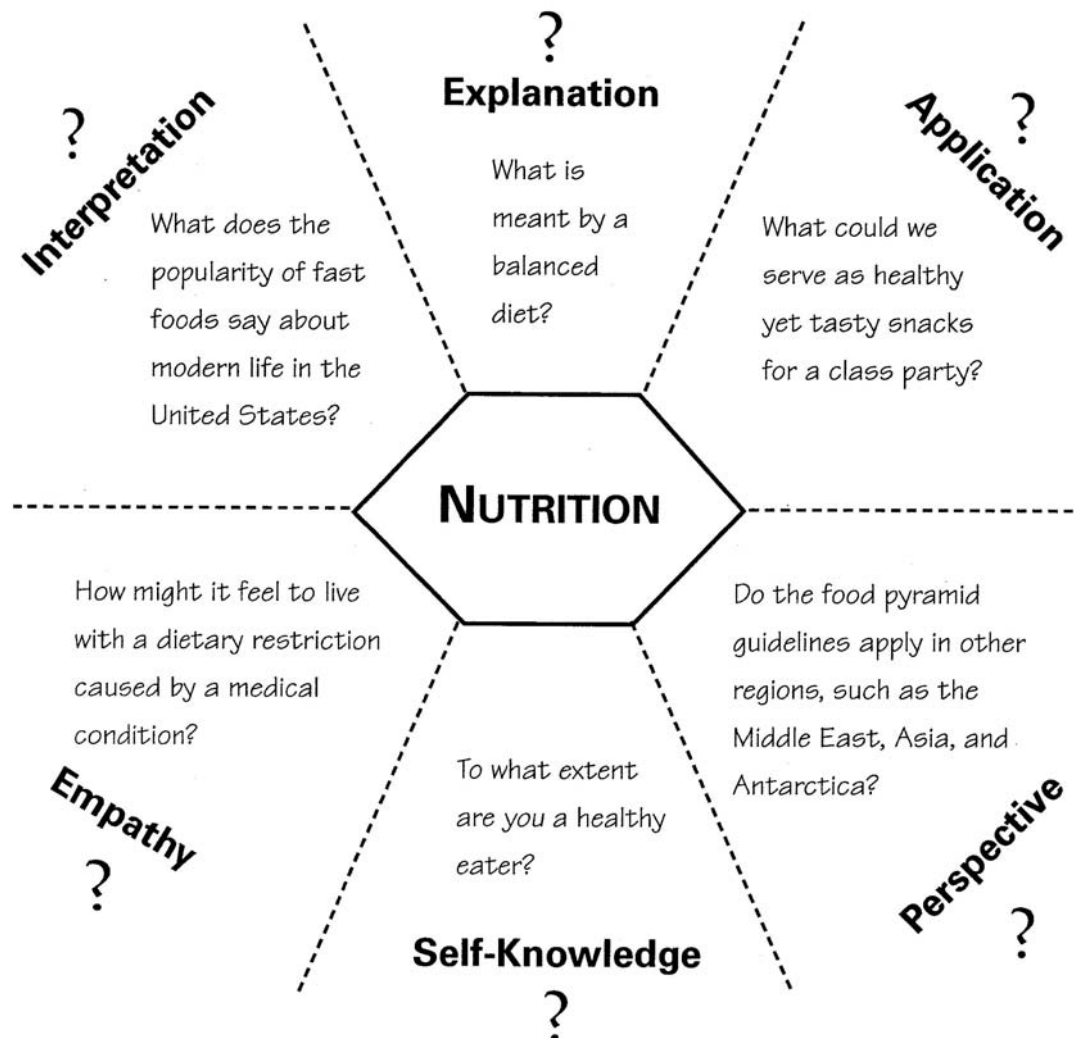 ?
Explanation
What is
meant by a
balanced
diet?
?
Application
What could we
serve as healthy
yet tasty snacks
for a class party?
?
Interpretation
What does the
popularity of fast
foods say about
modern life in the
United States?
NUTRITION
How might it feel to live
with a dietary restriction
caused by a medical
condition?
Empathy
?
To what extent
are you a healthy
eater?
Self-Knowledge
?
Do the food pyramid
guidelines apply in other
regions, such as the
Middle East, Asia, and
Antarctica?
Perspective
?